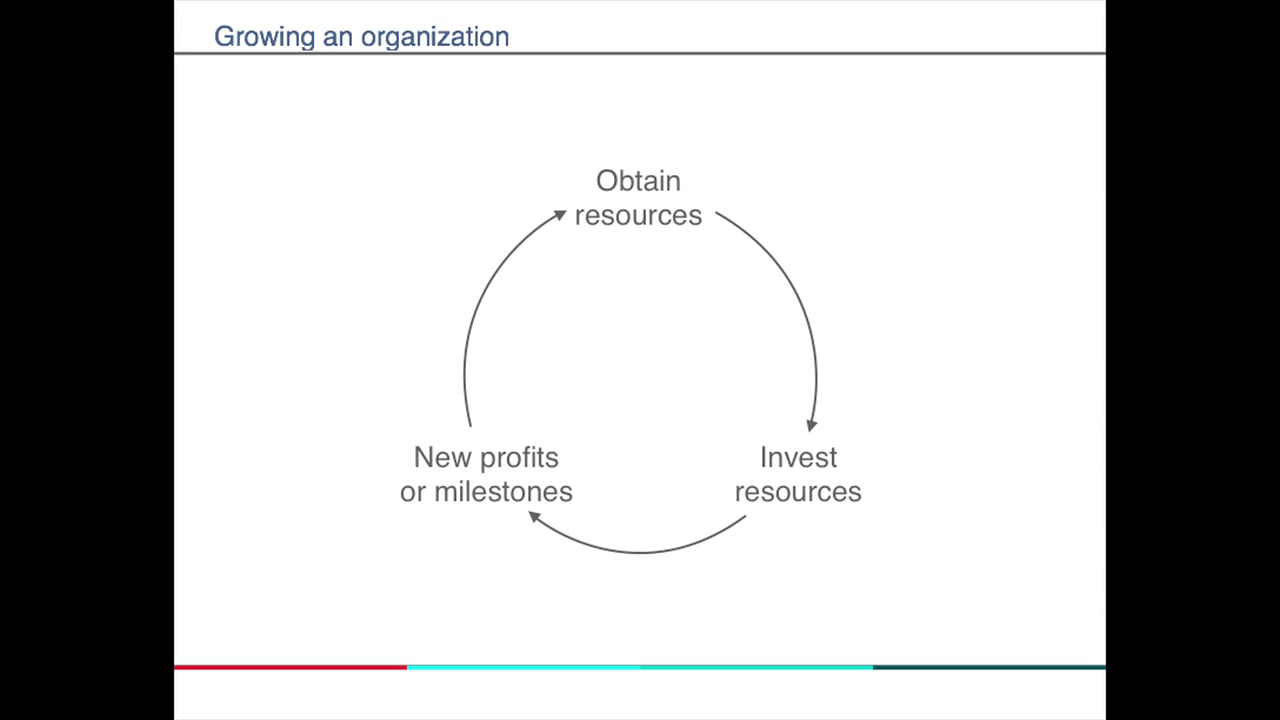 Growing an organization
Obtain
resources
New profits
or milestones
Invest
resources